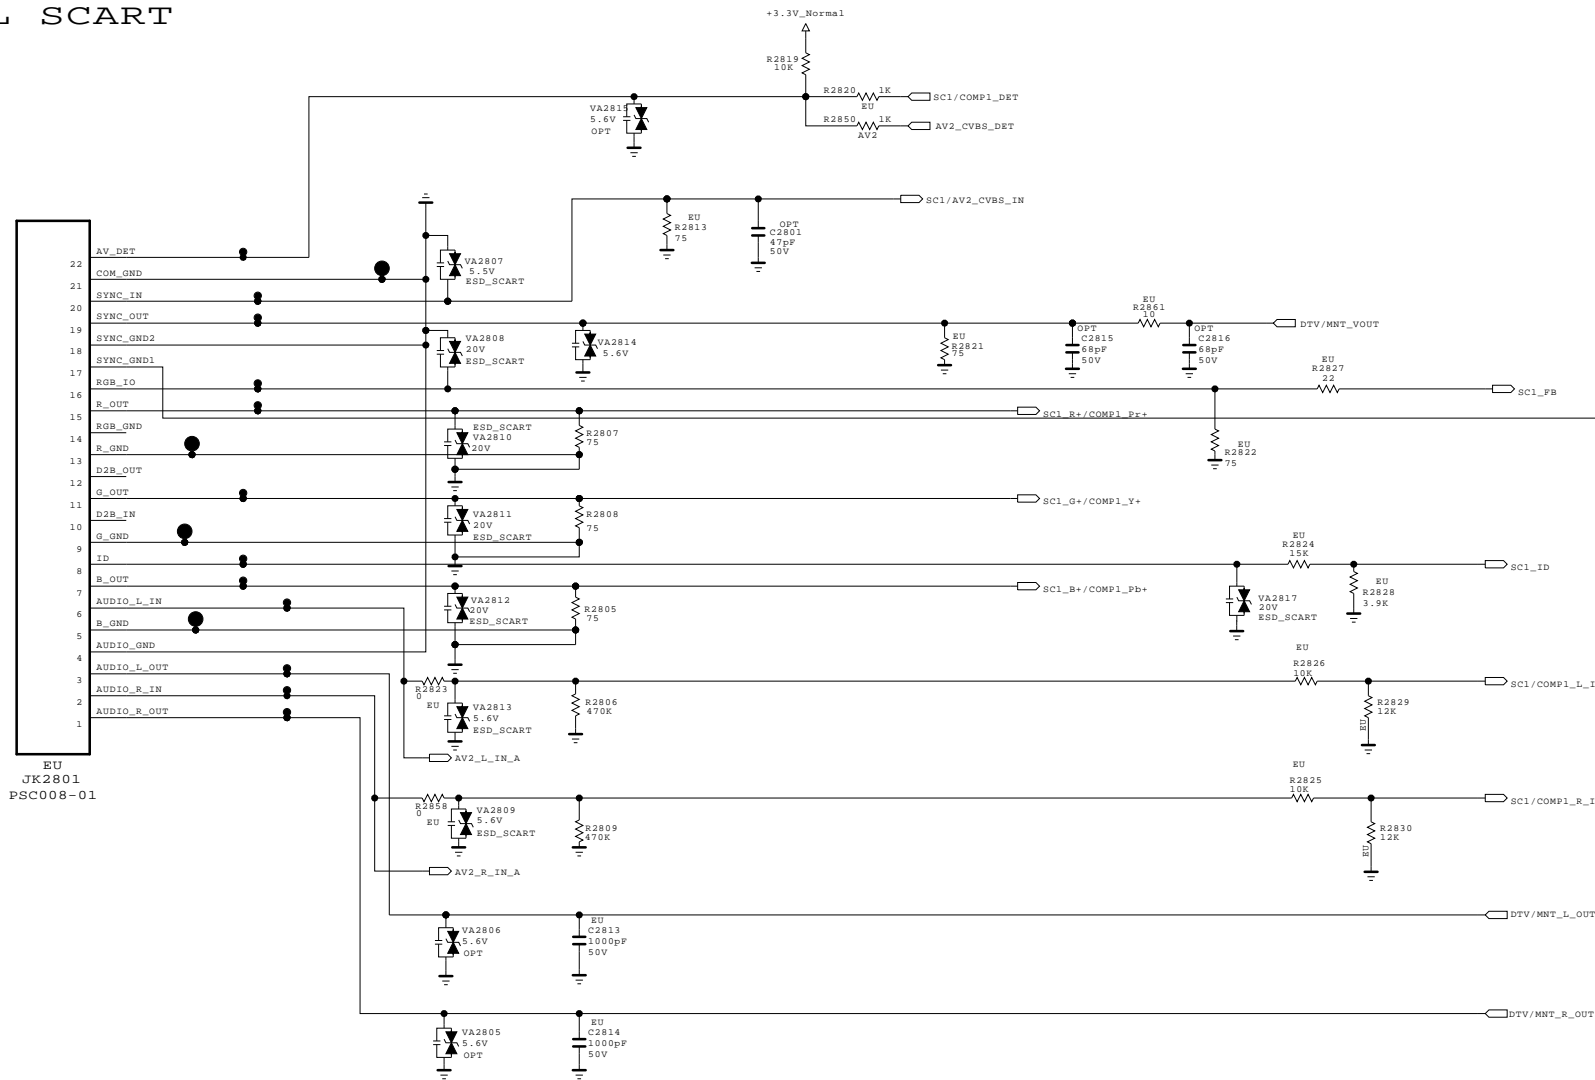 L SCART
+3.3V_Normal
R2819
10K
R2820
1K
EU
SC1/COMP1_DET
R2850
1K
AV2
AV2_CVBS_DET
VA2815
5.6V
OPT
SC1/AV2_CVBS_IN
EU
R2813
75
OPT
C2801
47pF
50V
AV_DET
22
COM_GND
21
SYNC_IN
20
SYNC_OUT
19
SYNC_GND2
18
SYNC_GND1
17
RGB_IO
16
R_OUT
15
RGB_GND
14
R_GND
13
D2B_OUT
12
G_OUT
11
D2B_IN
10
G_GND
9
ID
8
B_OUT
7
AUDIO_L_IN
6
B_GND
5
AUDIO_GND
4
AUDIO_L_OUT
3
AUDIO_R_IN
2
AUDIO_R_OUT
1
EU
JK2801
PSC008-01
VA2807
5.5V
ESD_SCART
VA2808
20V
ESD_SCART
VA2814
5.6V
EU
R2821
75
OPT
C2815
68pF
50V
EU
R2861
10
OPT
C2816
68pF
50V
DTV/MNT_VOUT
EU
R2827
22
SC1_FB
EU
R2822
75
SC1_R+/COMP1_Pr+
ESD_SCART
VA2810
20V
R2807
75
SC1_G+/COMP1_Y+
VA2811
20V
ESD_SCART
R2808
75
EU
R2824
15K
SC1_ID
VA2817
20V
ESD_SCART
EU
R2828
3.9K
SC1_B+/COMP1_Pb+
VA2812
20V
ESD_SCART
R2805
75
R2823
0
EU
VA2813
5.6V
ESD_SCART
R2806
470K
EU
R2826
10K
SC1/COMP1_L_I
R2829
12K
EU
AV2_L_IN_A
R2858
0
EU
VA2809
5.6V
ESD_SCART
R2809
470K
EU
R2825
10K
SC1/COMP1_R_I
R2830
12K
EU
AV2_R_IN_A
VA2806
5.6V
OPT
EU
C2813
1000pF
50V
DTV/MNT_L_OUT
VA2805
5.6V
OPT
EU
C2814
1000pF
50V
DTV/MNT_R_OUT